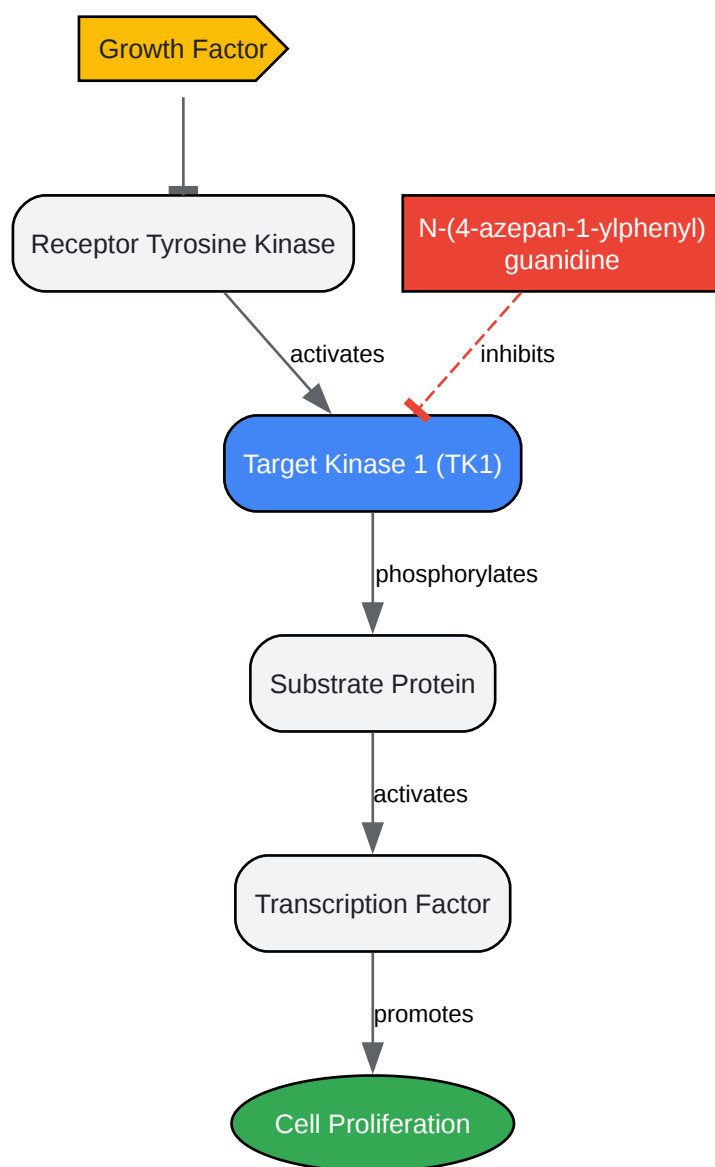 Growth Factor
Receptor Tyrosine Kinase
N-(4-azepan-1-ylphenyl)
guanidine
activates
inhibits
Target Kinase 1 (TK1)
phosphorylates
Substrate Protein
activates
Transcription Factor
promotes
Cell Proliferation